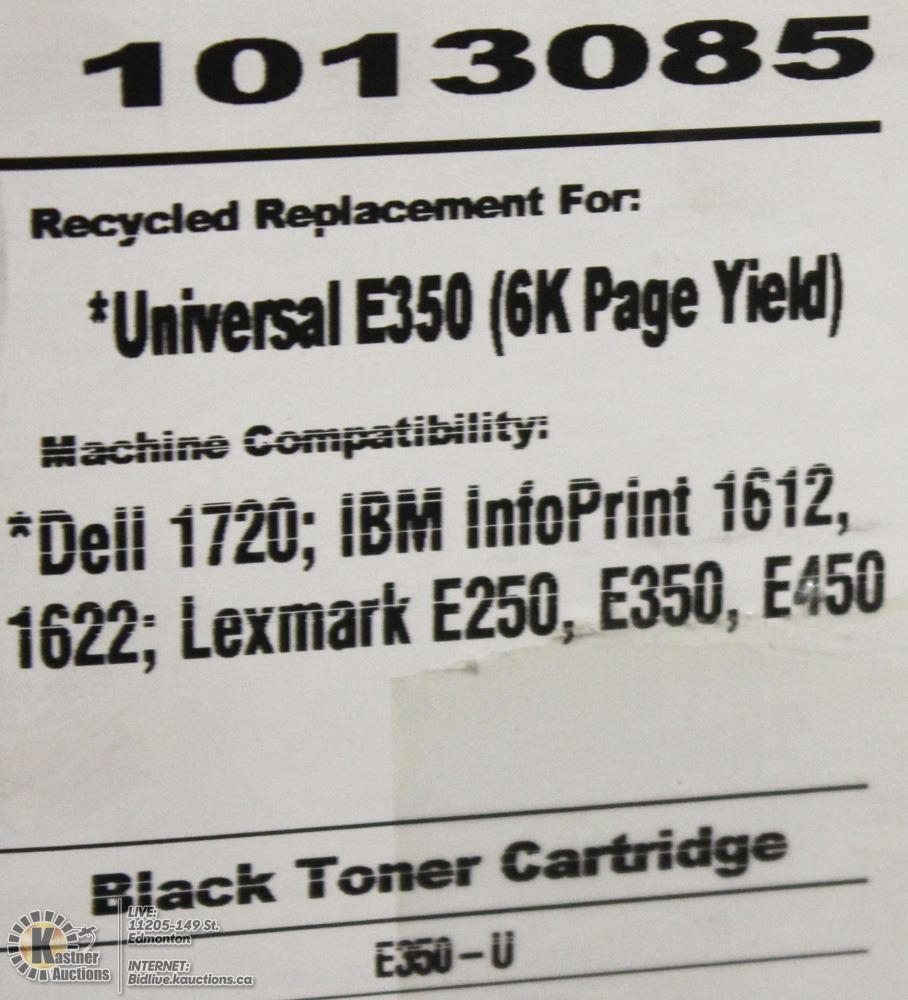 1013085
Recycled Replacement For:
*Universal E350 (6K Page Yield)
Machine Compatibility:
*Dell 1720; IBM InfoPrint 1612,
1622; Lexmark E250, E350, E450
Black Toner Cartridge
E350-U
Kastner
Auctions
LIVE:
11205-149 St.
Edmonton
INTERNET:
Bidlive.kauctions.ca